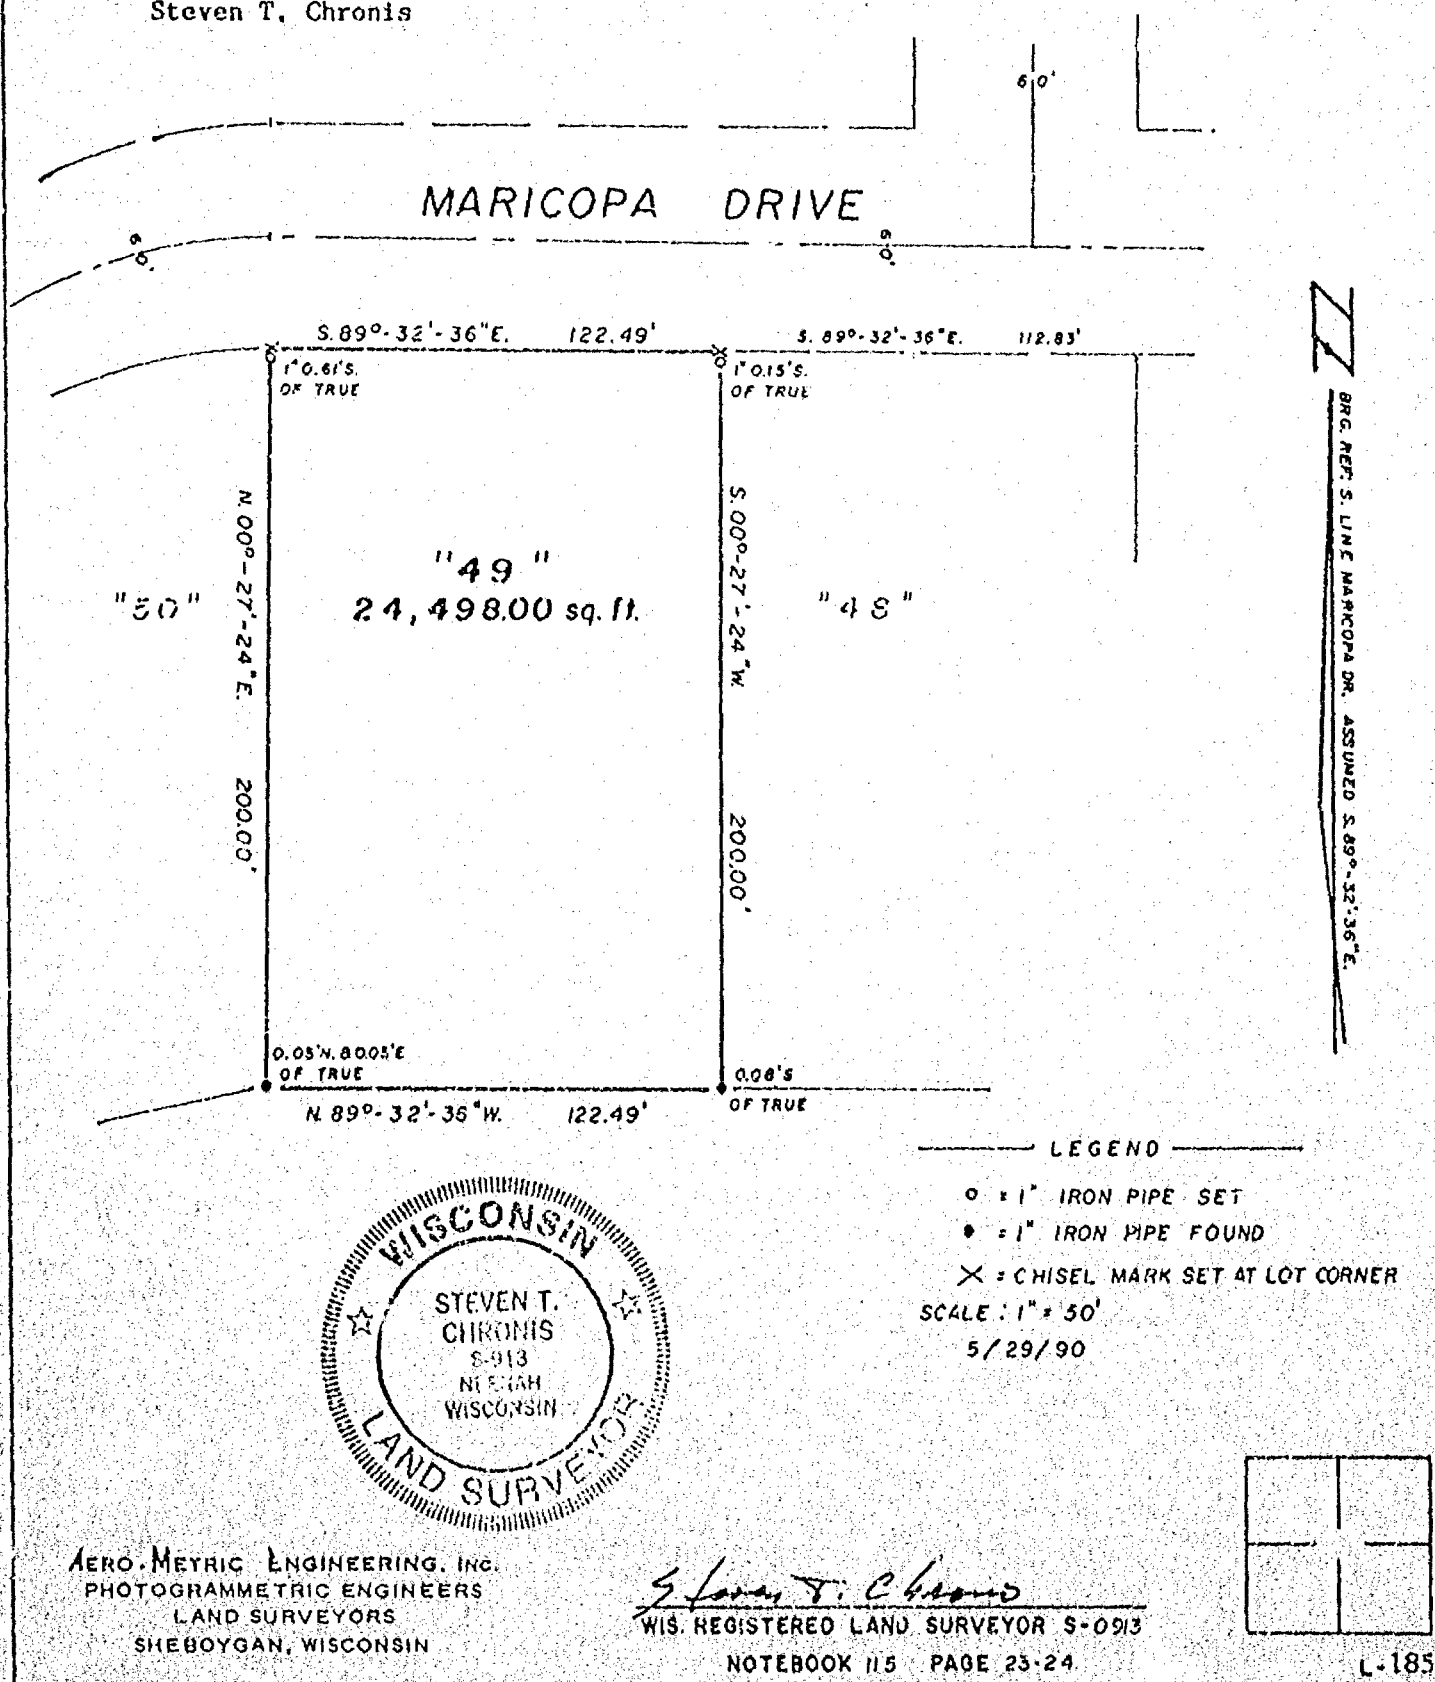 Steven T. Chronis
60'
MARICOPA DRIVE
60'
60'
S. 89°-32'-36"E. 122.49'
S. 89°-32'-36"E. 112.83'
1" 0.61'S.
OF TRUE
1" 0.15'S.
OF TRUE
N. 00°-27'-24"E. 200.00'
S. 00°-27'-24"W. 200.00'
"49"
24,498.00 sq. ft.
"50"
"48"
BRG. REF: S. LINE MARICOPA DR. ASSUMED S.89°-32'-36"E.
0.05'N. & 0.05'E
OF TRUE
0.08'S
OF TRUE
N. 89°-32'-36"W. 122.49'
LEGEND
o = 1" IRON PIPE SET
● = 1" IRON PIPE FOUND
X = CHISEL MARK SET AT LOT CORNER
SCALE: 1" = 50'
5/29/90
WISCONSIN
STEVEN T.
CHRONIS
S-913
NEENAH
WISCONSIN
LAND SURVEYOR
AERO-METRIC ENGINEERING, INC.
PHOTOGRAMMETRIC ENGINEERS
LAND SURVEYORS
SHEBOYGAN, WISCONSIN
Steven T. Chronis
WIS. REGISTERED LAND SURVEYOR S-0913
NOTEBOOK 115 PAGE 23-24
L-185